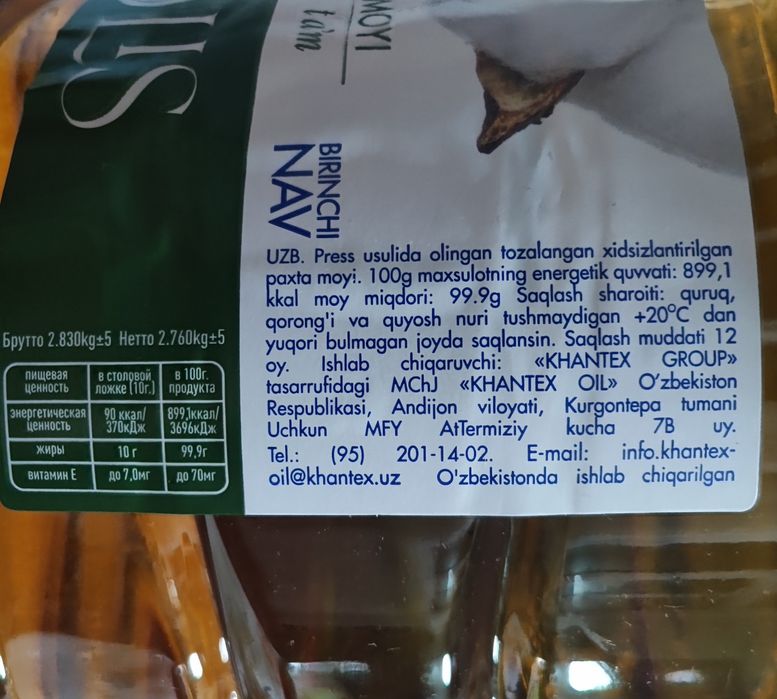 OILS
MOYI
ta'm
BIRINCHI
NAV
UZB. Press usulida olingan tozalangan xidsizlantirilgan
paxta moyi. 100g maxsulotning energetik quvvati: 899,1
kkal moy miqdori: 99.9g Saqlash sharoiti: quruq,
qorong'i va quyosh nuri tushmaydigan +20°C dan
yuqori bulmagan joyda saqlansin. Saqlash muddati 12
oy. Ishlab chiqaruvchi: «KHANTEX GROUP»
tasarrufidagi MChJ «KHANTEX OIL» O'zbekiston
Respublikasi, Andijon viloyati, Kurgontepa tumani
Uchkun MFY AtTermiziy kucha 7B uy.
Tel.: (95) 201-14-02. E-mail: info.khantex-
oil@khantex.uz O'zbekistonda ishlab chiqarilgan
Брутто 2.830kg±5 Нетто 2.760kg±5
пищевая ценность в столовой ложке (10г.) в 100г. продукта
энергетическая ценность 90 ккал/ 370кДж 899,1ккал/ 3696кДж
жиры 10 г 99,9г
витамин Е до 7,0мг до 70мг